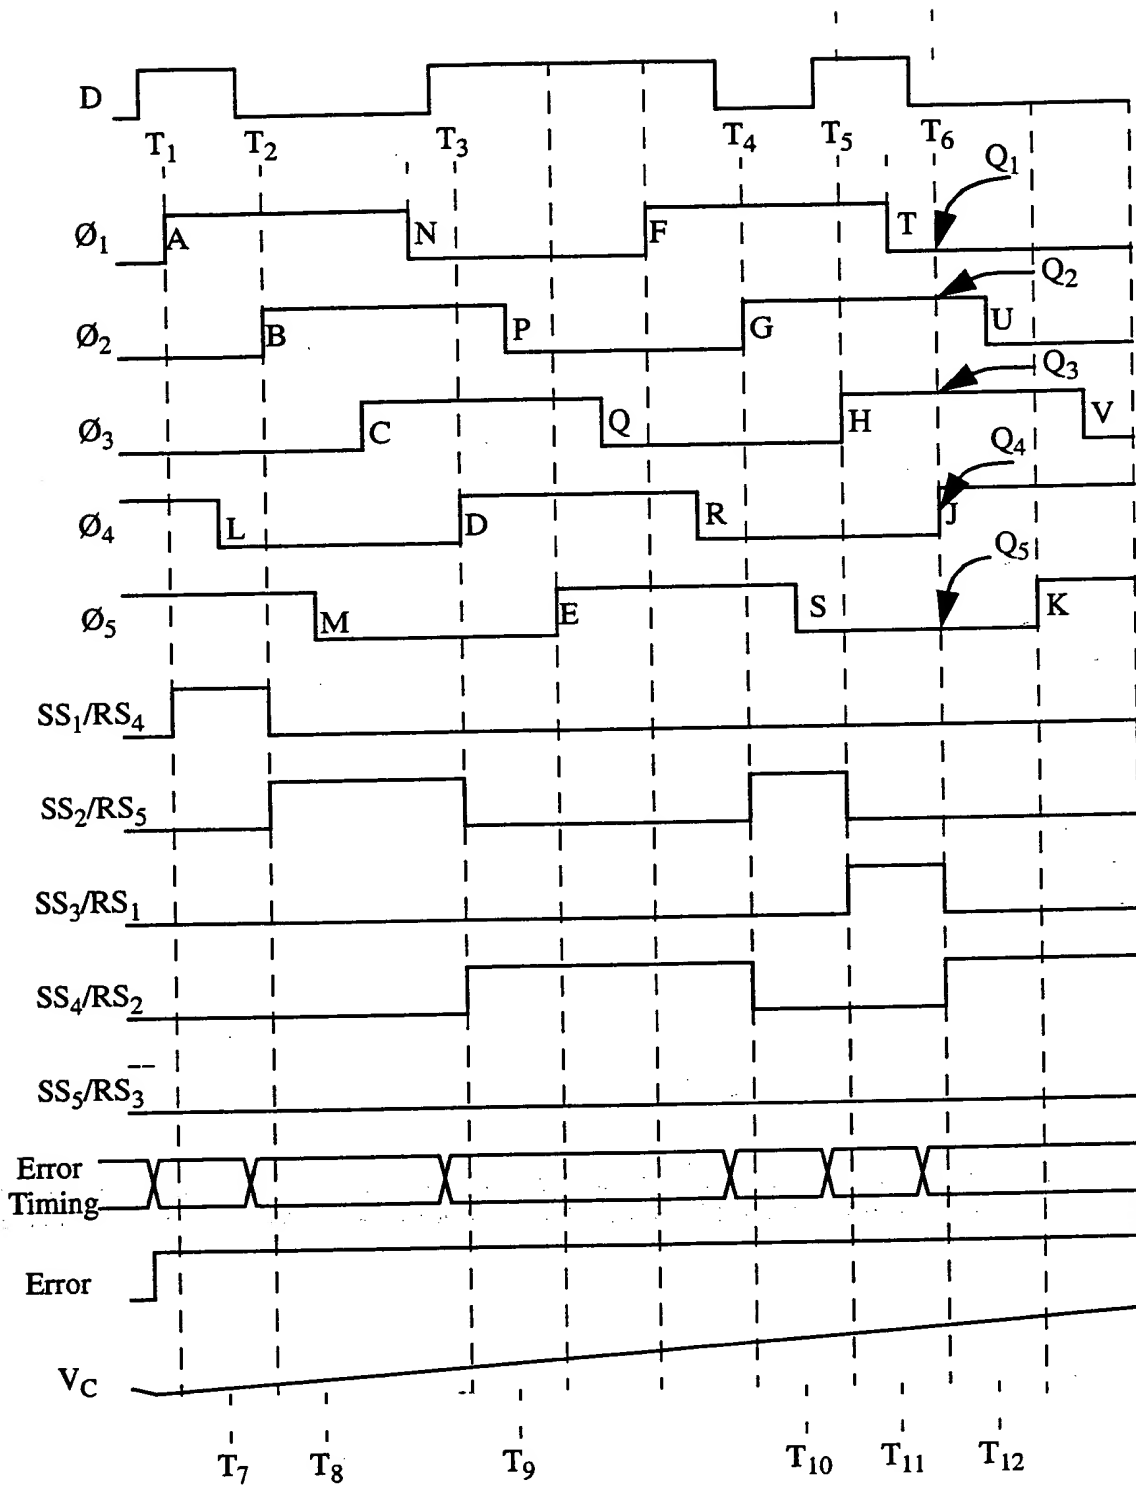 D
T1 T2 T3 T4 T5 T6
Q1
Ø1 A N F T
Q2
Ø2 B P G U
Q3
Ø3 C Q H V
Q4
Ø4 L D R J
Q5
Ø5 M E S K
SS1/RS4
SS2/RS5
SS3/RS1
SS4/RS2
SS5/RS3
Error
Timing
Error
VC
T7 T8 T9 T10 T11 T12